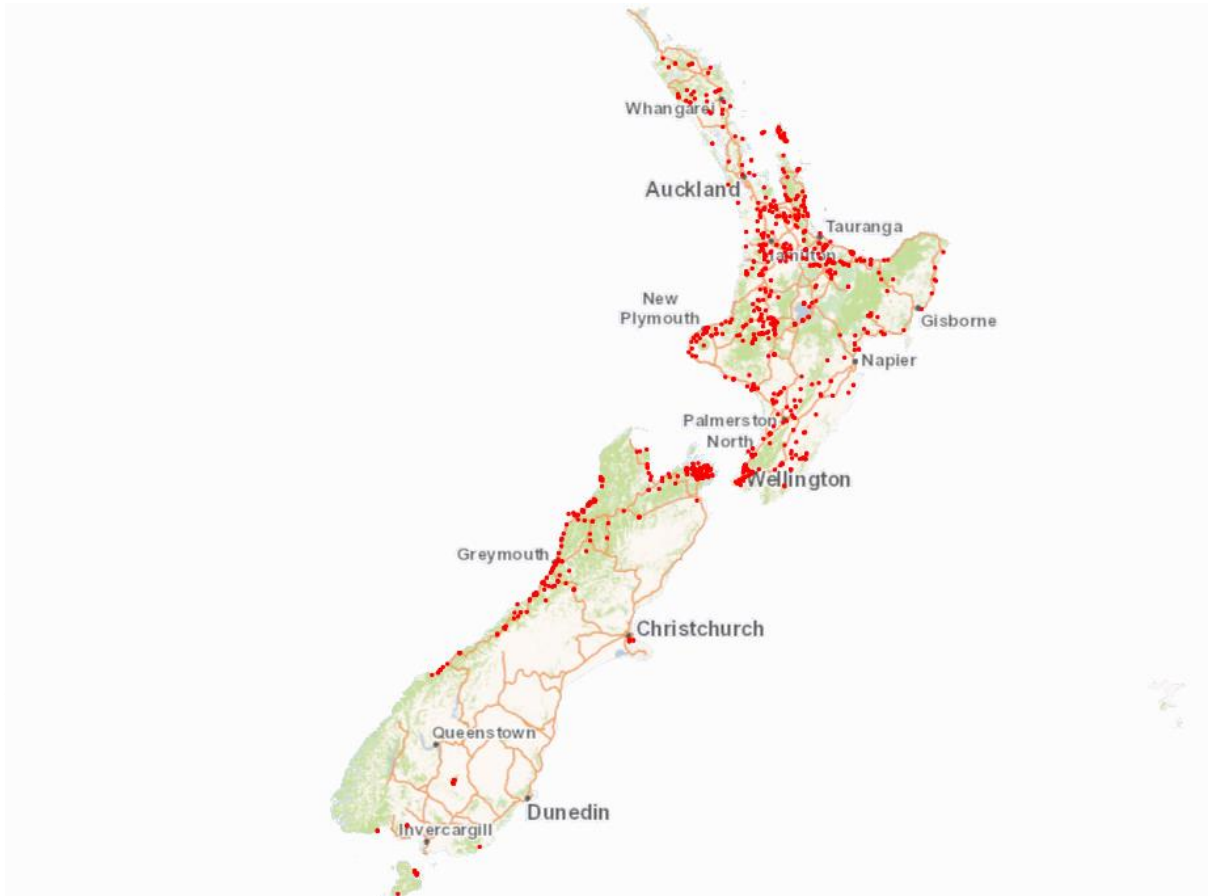 Whangarei
Auckland
Tauranga
Hamilton
New
Plymouth
Gisborne
Napier
Palmerston
North
Wellington
Greymouth
Christchurch
Queenstown
Dunedin
Invercargill